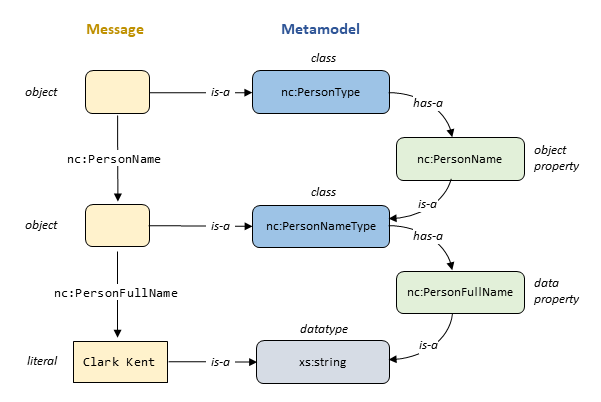 Message
Metamodel
class
object
is-a
nc:PersonType
has-a
nc:PersonName
nc:PersonName
object
property
is-a
class
object
is-a
nc:PersonNameType
has-a
nc:PersonFullName
nc:PersonFullName
data
property
datatype
is-a
literal
Clark Kent
is-a
xs:string